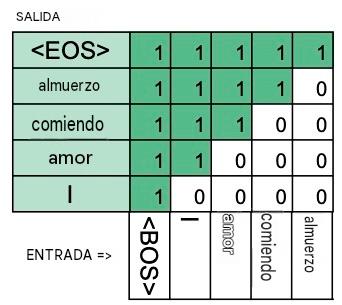 SALIDA
<EOS> 1 1 1 1 1
almuerzo 1 1 1 1 0
comiendo 1 1 1 0 0
amor 1 1 0 0 0
I 1 0 0 0 0
ENTRADA => <BOS> I amor comiendo almuerzo